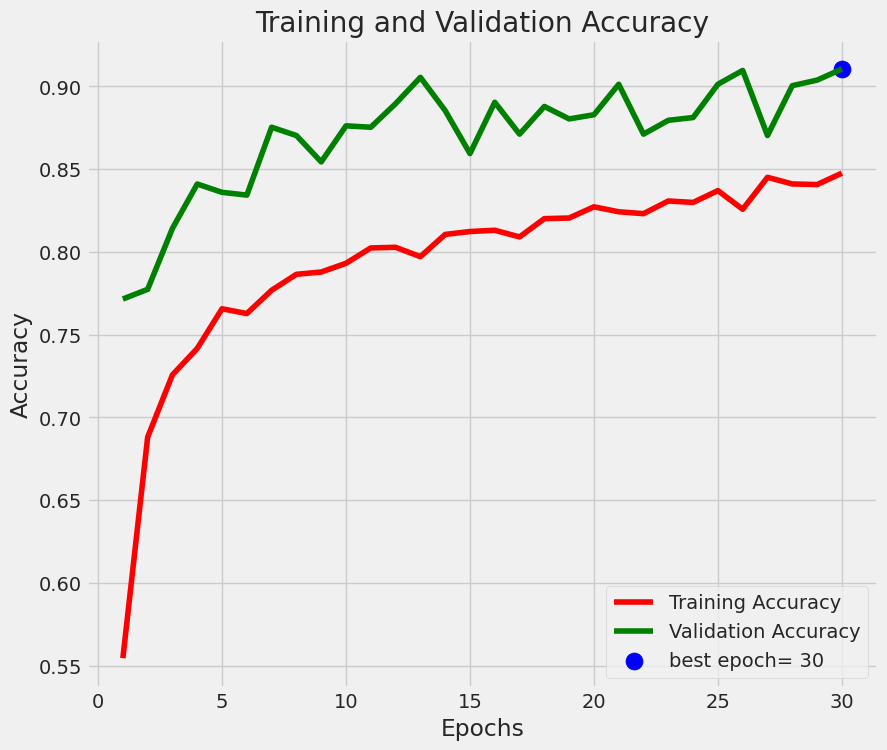 Training and Validation Accuracy
Accuracy
0.90
0.85
0.80
0.75
0.70
0.65
0.60
0.55
Training Accuracy
Validation Accuracy
best epoch= 30
0 5 10 15 20 25 30
Epochs